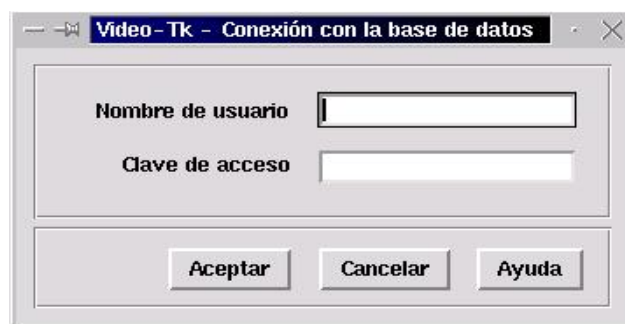 Video-Tk - Conexión con la base de datos
Nombre de usuario
Clave de acceso
Aceptar Cancelar Ayuda